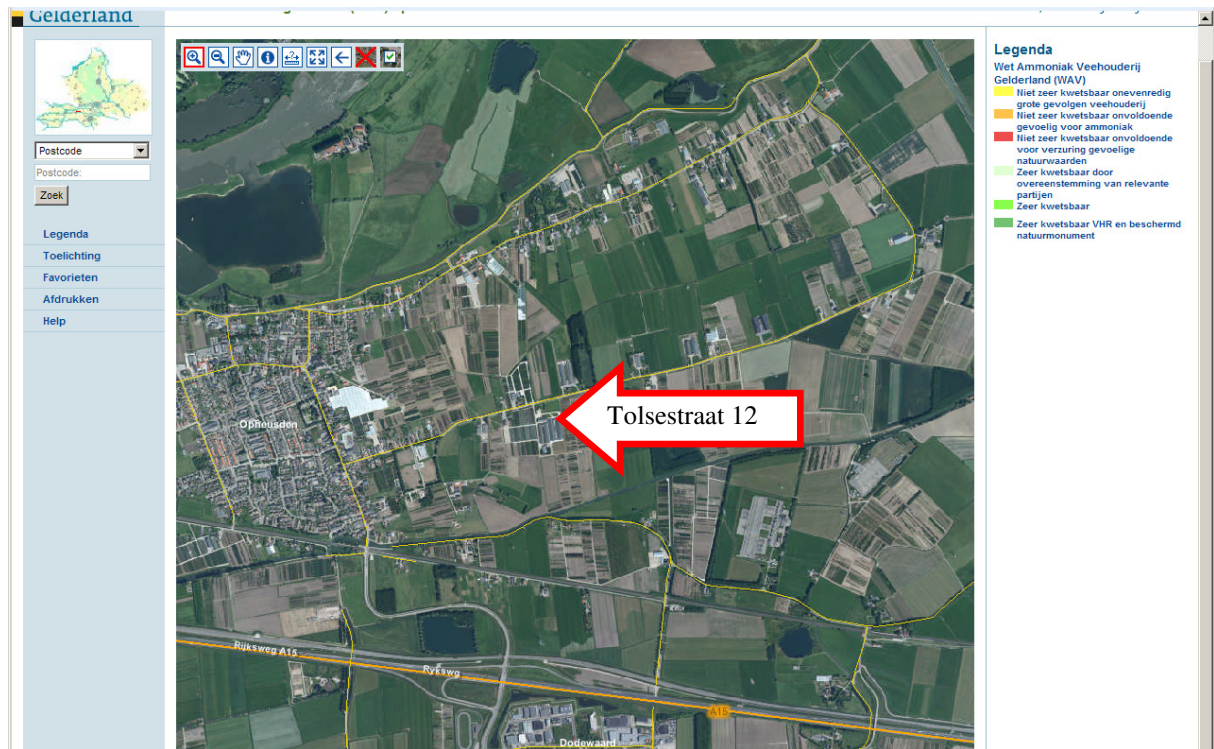 Gelderland
Postcode
Postcode:
Zoek
Legenda
Toelichting
Favorieten
Afdrukken
Help
Opheusden
Tolsestraat 12
Rijksweg A15
Rykswg
A15
Dodewaard
Legenda
Wet Ammoniak Veehouderij
Gelderland (WAV)
Niet zeer kwetsbaar onevenredig
grote gevolgen veehouderij
Niet zeer kwetsbaar onvoldoende
gevoelig voor ammoniak
Niet zeer kwetsbaar onvoldoende
voor verzuring gevoelige
natuurwaarden
Zeer kwetsbaar door
overeenstemming van relevante
partijen
Zeer kwetsbaar
Zeer kwetsbaar VHR en beschermd
natuurmonument